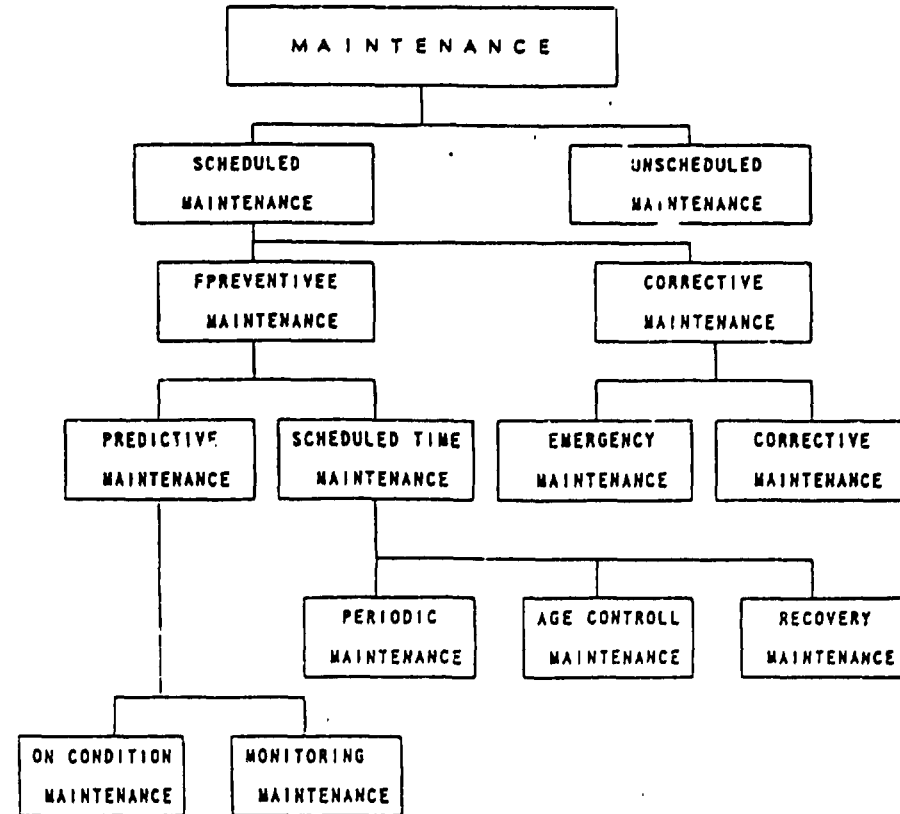 MAINTENANCE
SCHEDULED
MAINTENANCE
UNSCHEDULED
MAINTENANCE
FPREVENTIVEE
MAINTENANCE
CORRECTIVE
MAINTENANCE
PREDICTIVE
MAINTENANCE
SCHEDULED TIME
MAINTENANCE
EMERGENCY
MAINTENANCE
CORRECTIVE
MAINTENANCE
PERIODIC
MAINTENANCE
AGE CONTROLL
MAINTENANCE
RECOVERY
MAINTENANCE
ON CONDITION
MAINTENANCE
MONITORING
MAINTENANCE